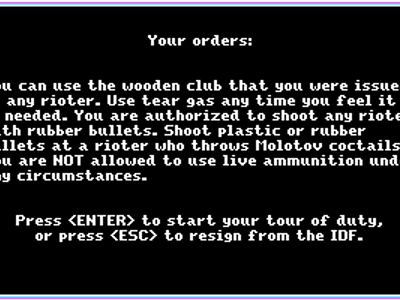 Your orders:
ou can use the wooden club that you were issue
any rioter. Use tear gas any time you feel it
needed. You are authorized to shoot any riote
th rubber bullets. Shoot plastic or rubber
llets at a rioter who throws Molotov coctails
ou are NOT allowed to use live ammunition und
y circumstances.
Press <ENTER> to start your tour of duty,
or press <ESC> to resign from the IDF.